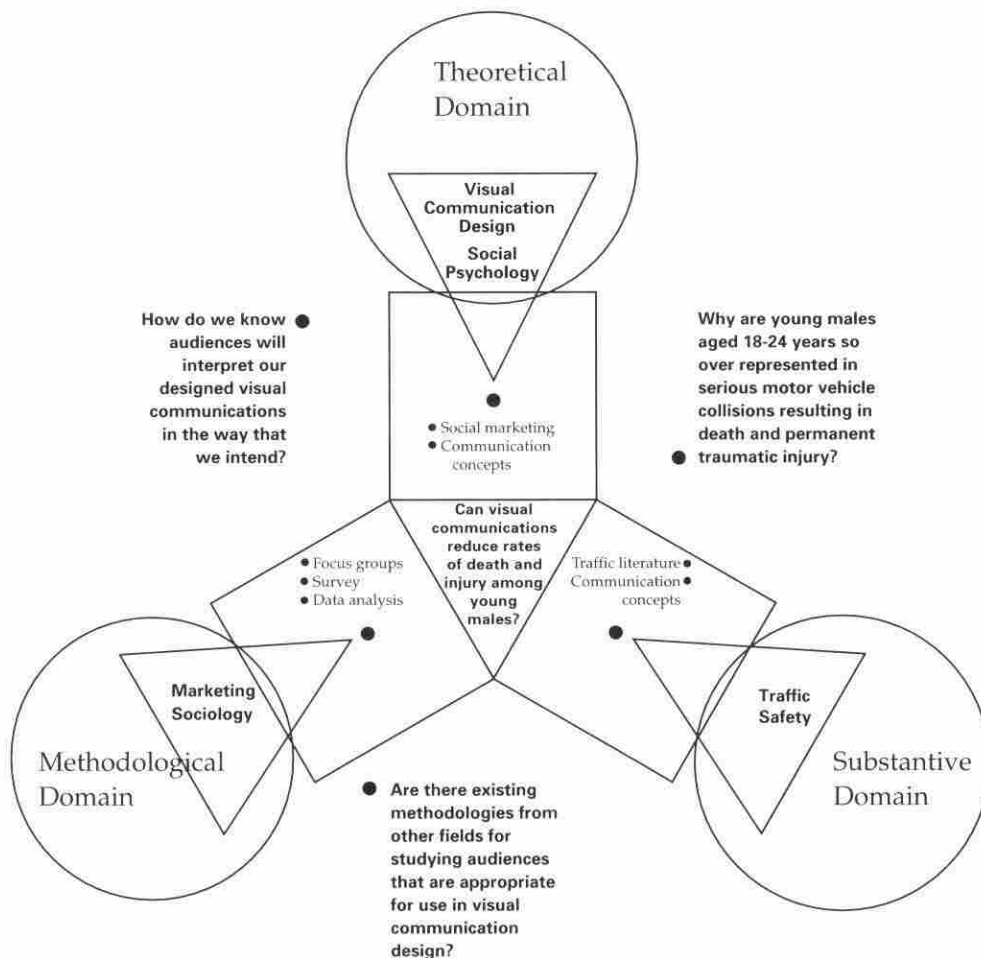 Theoretical
Domain
Visual
Communication
Design
Social
Psychology
How do we know
audiences will
interpret our
designed visual
communications
in the way that
we intend?
Why are young males
aged 18-24 years so
over represented in
serious motor vehicle
collisions resulting in
death and permanent
traumatic injury?
• Social marketing
• Communication
concepts
Can visual
communications
reduce rates
of death and
injury among
young
males?
• Focus groups
• Survey
• Data analysis
Traffic literature •
Communication •
concepts
Marketing
Sociology
Traffic
Safety
Methodological
Domain
Substantive
Domain
Are there existing
methodologies from
other fields for
studying audiences
that are appropriate
for use in visual
communication
design?